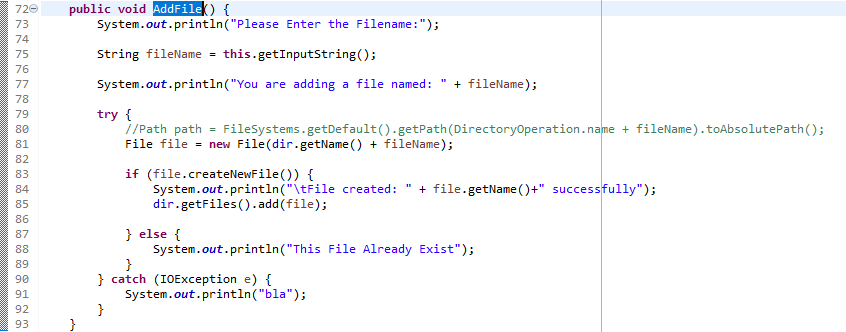 72 public void AddFile() {
73 System.out.println("Please Enter the Filename:");
74
75 String fileName = this.getInputString();
76
77 System.out.println("You are adding a file named: " + fileName);
78
79 try {
80 //Path path = FileSystems.getDefault().getPath(DirectoryOperation.name + fileName).toAbsolutePath();
81 File file = new File(dir.getName() + fileName);
82
83 if (file.createNewFile()) {
84 System.out.println("\tFile created: " + file.getName()+" successfully");
85 dir.getFiles().add(file);
86
87 } else {
88 System.out.println("This File Already Exist");
89 }
90 } catch (IOException e) {
91 System.out.println("bla");
92 }
93 }